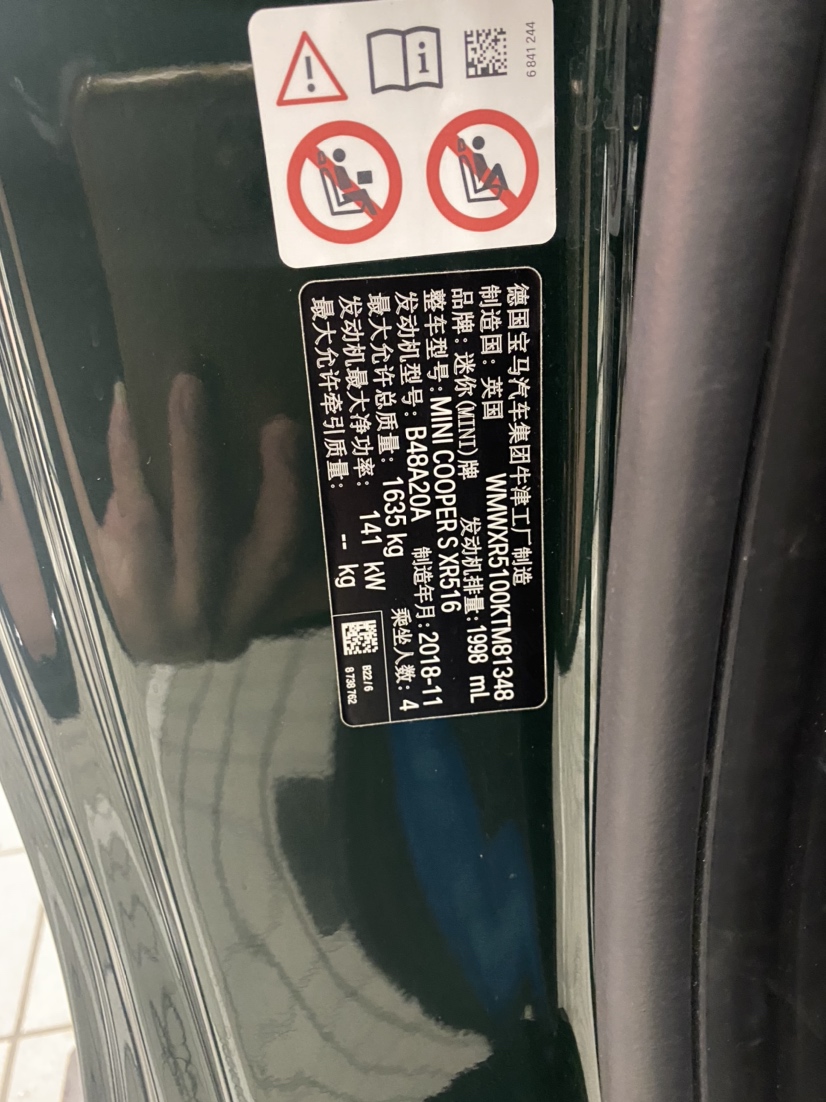 6 841 244
德国宝马汽车集团牛津工厂制造
制造国: 英国 WMWXR5100KTM81348
品牌: 迷你(MINI)牌 发动机排量: 1998 mL
整车型号: MINI COOPER S XR516
发动机型号: B48A20A 制造年月: 2018-11
最大允许总质量: 1635 kg 乘坐人数: 4
发动机最大净功率: 141 kW
最大允许牵引质量: -- kg
B22/6
8 738 762